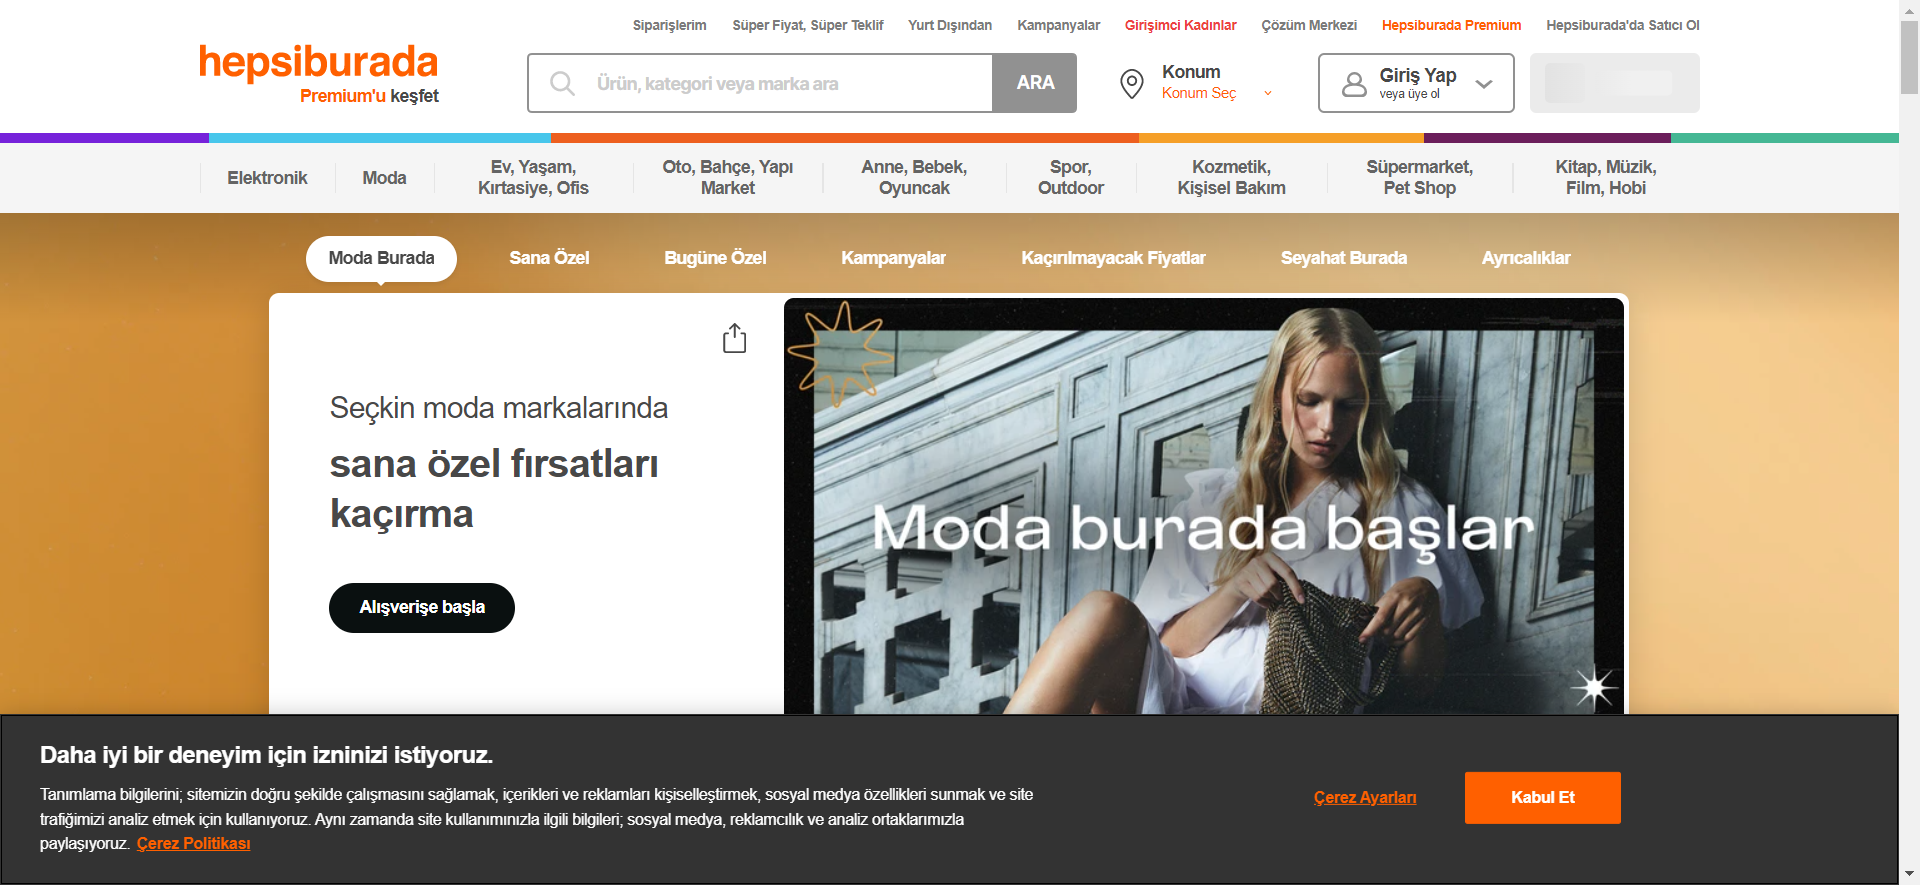 Siparişlerim Süper Fiyat, Süper Teklif Yurt Dışından Kampanyalar Girişimci Kadınlar Çözüm Merkezi Hepsiburada Premium Hepsiburada'da Satıcı Ol
hepsiburada
Premium'u keşfet
Ürün, kategori veya marka ara
ARA
Konum
Konum Seç
Giriş Yap
veya üye ol
Elektronik
Moda
Ev, Yaşam,
Kırtasiye, Ofis
Oto, Bahçe, Yapı
Market
Anne, Bebek,
Oyuncak
Spor,
Outdoor
Kozmetik,
Kişisel Bakım
Süpermarket,
Pet Shop
Kitap, Müzik,
Film, Hobi
Moda Burada Sana Özel Bugüne Özel Kampanyalar Kaçırılmayacak Fiyatlar Seyahat Burada Ayrıcalıklar
Seçkin moda markalarında
sana özel fırsatları
kaçırma
Alışverişe başla
Moda burada başlar
Daha iyi bir deneyim için izninizi istiyoruz.
Tanımlama bilgilerini; sitemizin doğru şekilde çalışmasını sağlamak, içerikleri ve reklamları kişiselleştirmek, sosyal medya özellikleri sunmak ve site
trafiğimizi analiz etmek için kullanıyoruz. Aynı zamanda site kullanımınızla ilgili bilgileri; sosyal medya, reklamcılık ve analiz ortaklarımızla
paylaşıyoruz. Çerez Politikası
Çerez Ayarları
Kabul Et